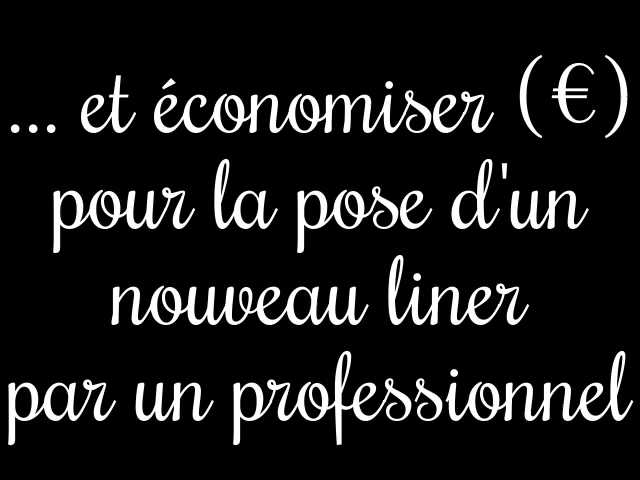 ... et économiser (€)
pour la pose d'un
nouveau liner
par un professionnel